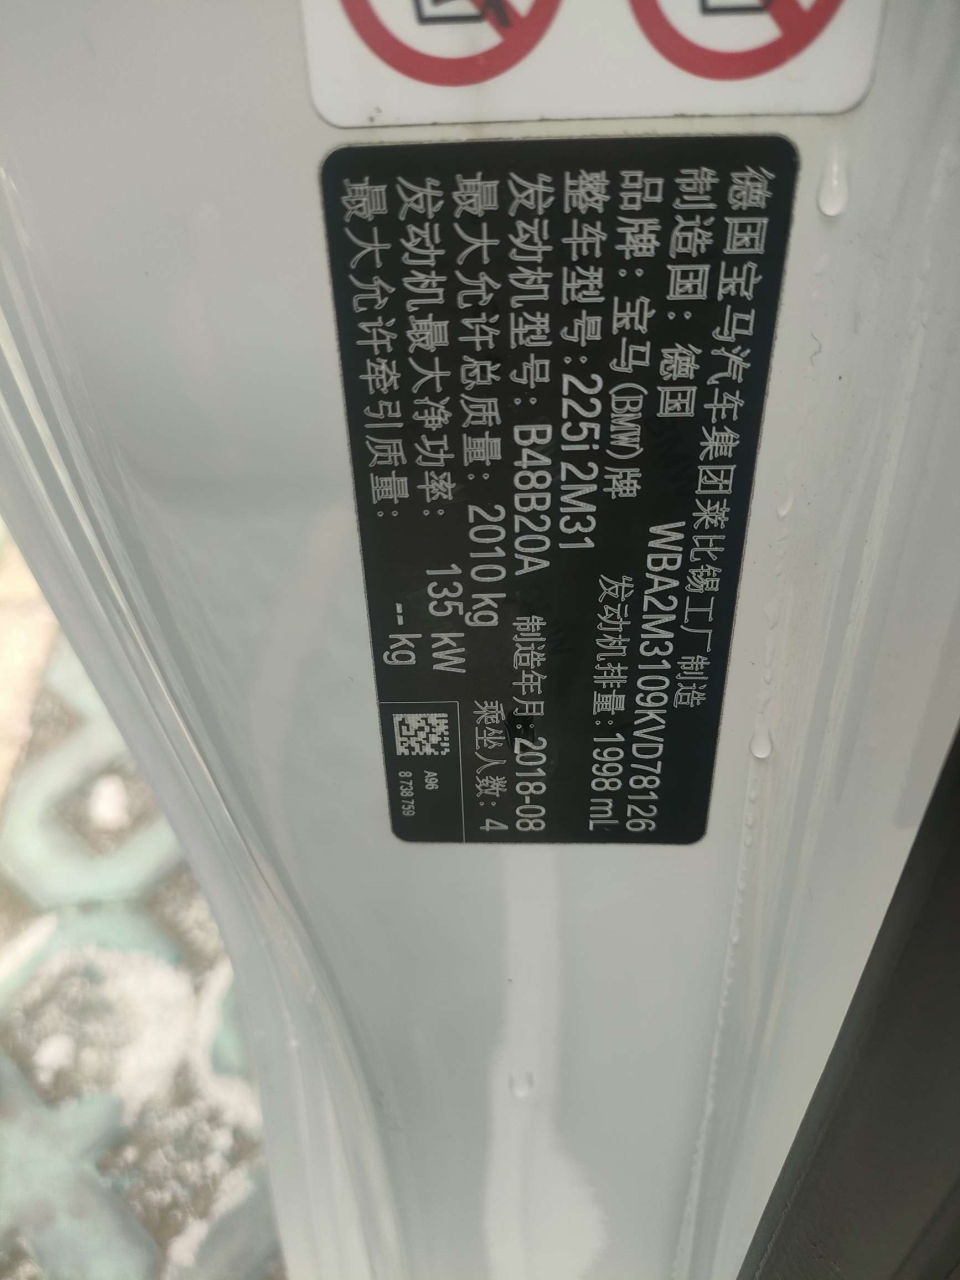 德国宝马汽车集团莱比锡工厂制造
制造国：德国 WBA2M3109KVD78126
品牌：宝马(BMW)牌 发动机排量：1998 mL
整车型号：225i 2M31
发动机型号：B48B20A 制造年月：2018-08
最大允许总质量：2010 kg 乘坐人数：4
发动机最大净功率：135 kW
最大允许牵引质量：-- kg
A96
8 738 759